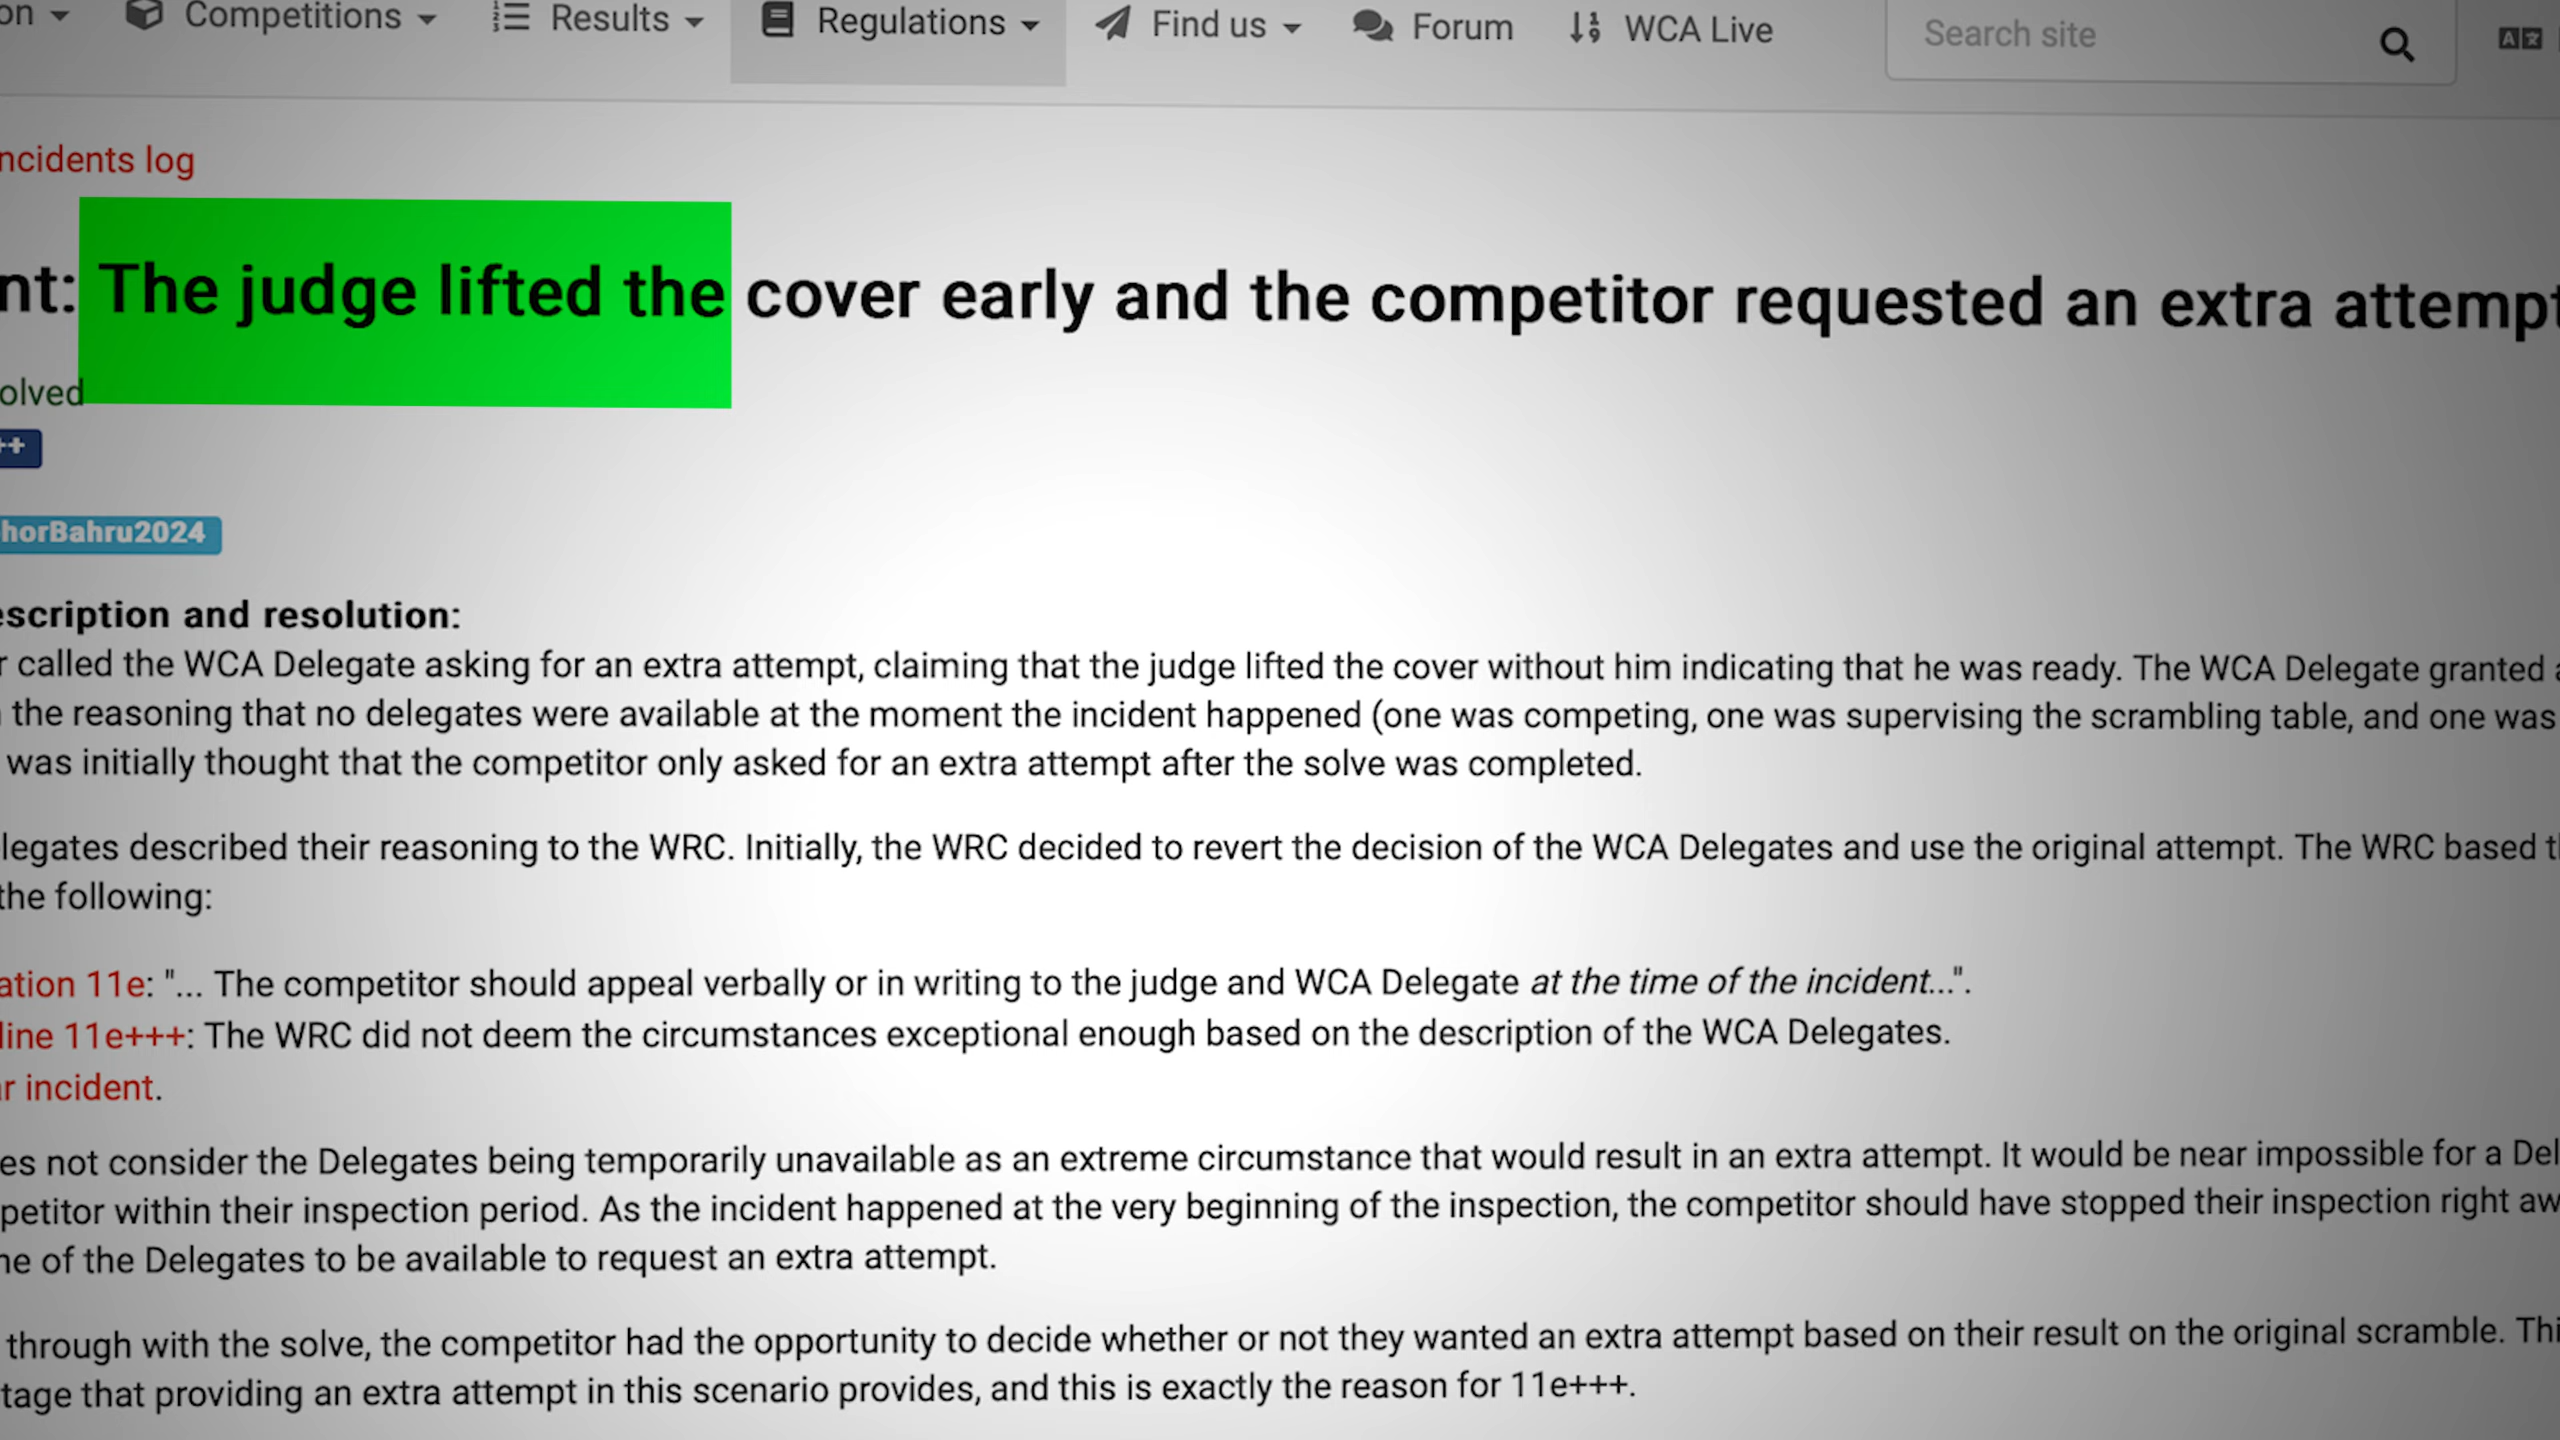 on Competitions Results Regulations Find us Forum WCA Live Search site
ncidents log
nt: The judge lifted the cover early and the competitor requested an extra attempt
olved
++
horBahru2024
escription and resolution:
r called the WCA Delegate asking for an extra attempt, claiming that the judge lifted the cover without him indicating that he was ready. The WCA Delegate granted a
the reasoning that no delegates were available at the moment the incident happened (one was competing, one was supervising the scrambling table, and one was
was initially thought that the competitor only asked for an extra attempt after the solve was completed.
legates described their reasoning to the WRC. Initially, the WRC decided to revert the decision of the WCA Delegates and use the original attempt. The WRC based th
the following:
ation 11e: "... The competitor should appeal verbally or in writing to the judge and WCA Delegate at the time of the incident...".
line 11e+++: The WRC did not deem the circumstances exceptional enough based on the description of the WCA Delegates.
r incident.
es not consider the Delegates being temporarily unavailable as an extreme circumstance that would result in an extra attempt. It would be near impossible for a Del
petitor within their inspection period. As the incident happened at the very beginning of the inspection, the competitor should have stopped their inspection right aw
ne of the Delegates to be available to request an extra attempt.
through with the solve, the competitor had the opportunity to decide whether or not they wanted an extra attempt based on their result on the original scramble. Thi
tage that providing an extra attempt in this scenario provides, and this is exactly the reason for 11e+++.